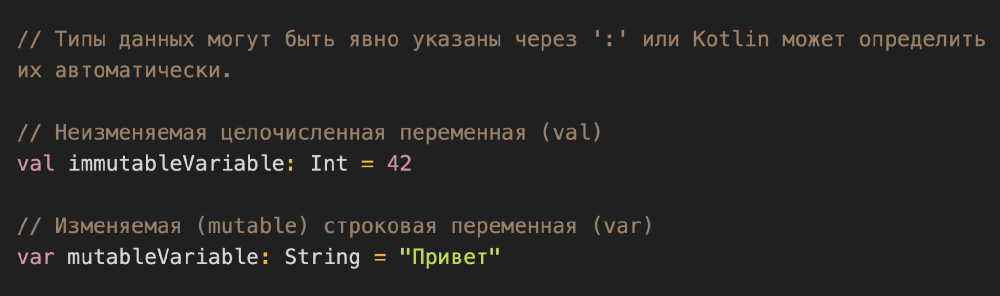 // Типы данных могут быть явно указаны через ':' или Kotlin может определить
их автоматически.
// Неизменяемая целочисленная переменная (val)
val immutableVariable: Int = 42
// Изменяемая (mutable) строковая переменная (var)
var mutableVariable: String = "Привет"